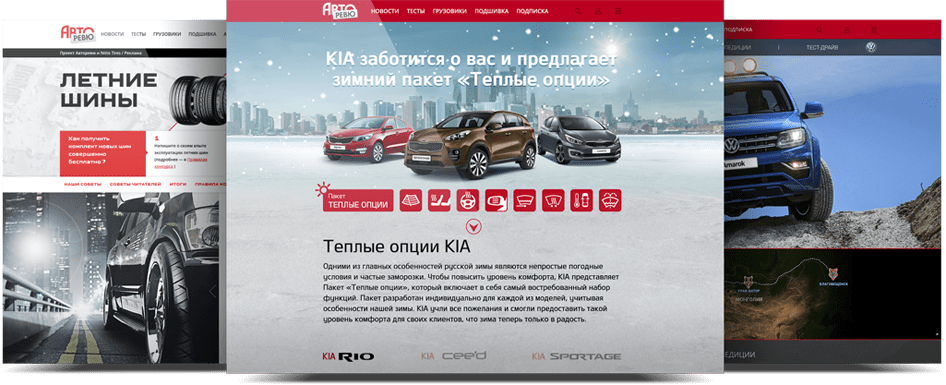 АВТО
РЕВЮ
НОВОСТИ ТЕСТЫ ГРУЗОВИКИ ПОДШИВКА
Проект Авторевю и Nitto Tires / Реклама
ЛЕТНИЕ
ШИНЫ
Как получить
комплект новых шин
совершенно
бесплатно ?
1
Напишите о своем опыте
эксплуатации летних шин
(подробнее — в Правилах
конкурса )
НАШИ СОВЕТЫ СОВЕТЫ ЧИТАТЕЛЕЙ ИТОГИ ПРАВИЛА КО
АВТО
РЕВЮ
НОВОСТИ ТЕСТЫ ГРУЗОВИКИ ПОДШИВКА ПОДПИСКА
KIA заботится о вас и предлагает
зимний пакет «Теплые опции»
Пакет
ТЕПЛЫЕ ОПЦИИ
Теплые опции KIA
Одними из главных особенностей русской зимы являются непростые погодные
условия и частые заморозки. Чтобы повысить уровень комфорта, KIA представляет
Пакет «Теплые опции», который включает в себя самый востребованный набор
функций. Пакет разработан индивидуально для каждой из моделей, учитывая
особенности нашей зимы. KIA учли все пожелания и смогли предоставить такой
уровень комфорта для своих клиентов, что зима теперь только в радость.
KIA RIO KIA cee'd KIA SPORTAGE
ПОДПИСКА
ПЕДИЦИИ ТЕСТ-ДРАЙВ
Amarok
УЛАН-БАТОР
МОНГОЛИЯ
БЛАГОВЕЩЕНСК
ЕДИЦИИ